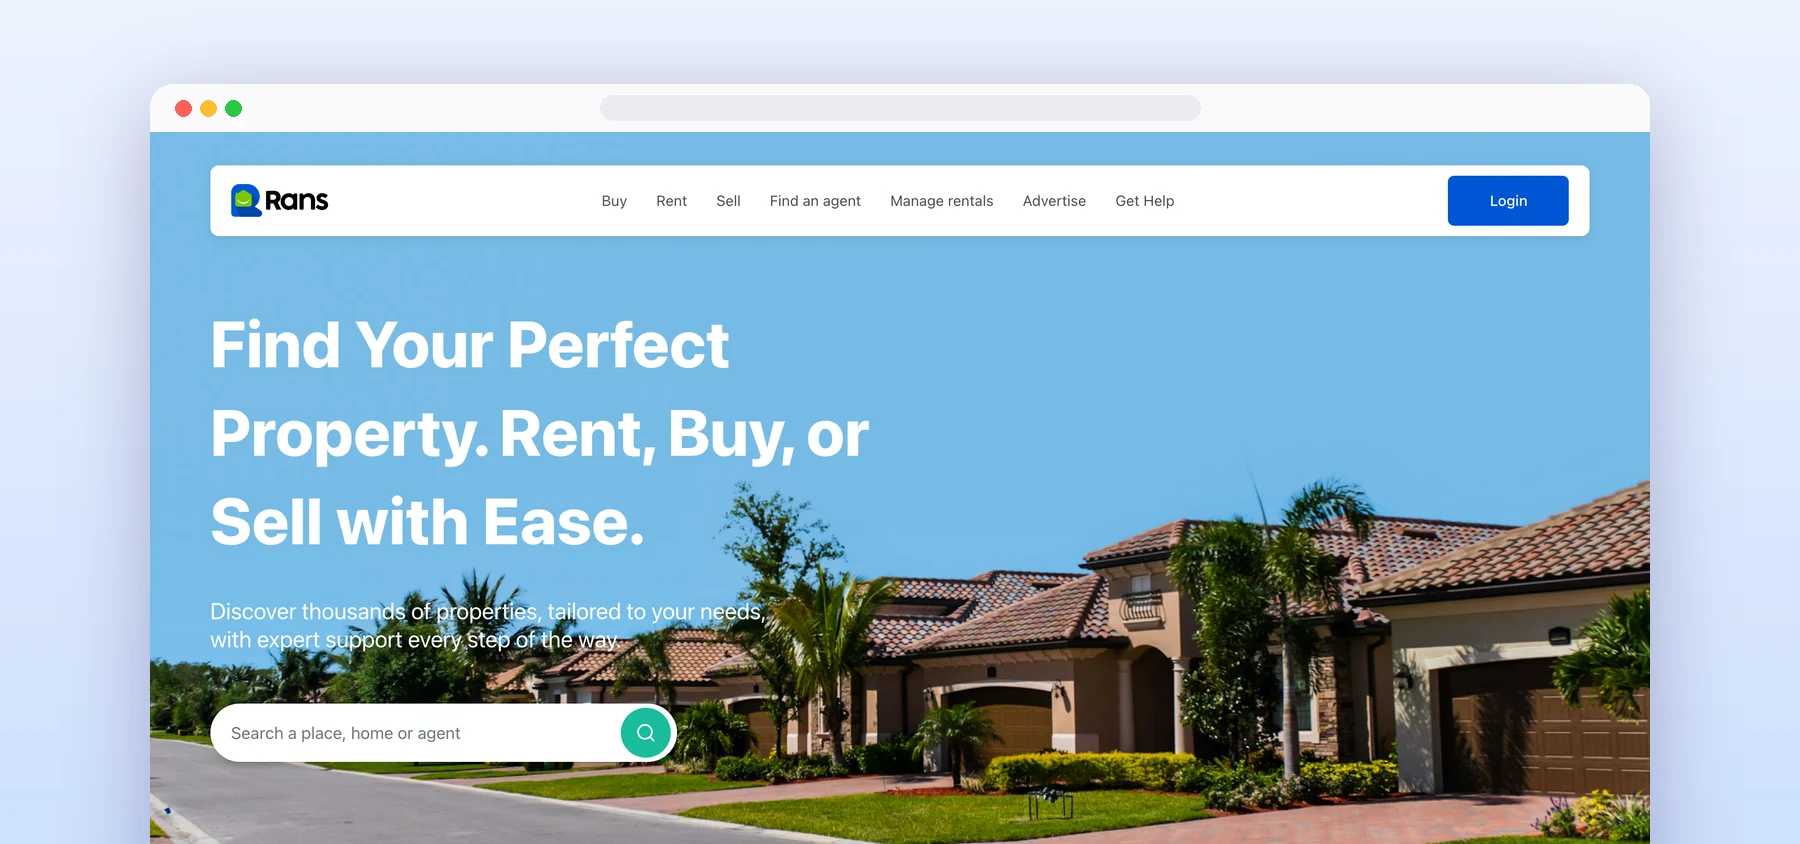 Rans
Buy
Rent
Sell
Find an agent
Manage rentals
Advertise
Get Help
Login
Find Your Perfect
Property. Rent, Buy, or
Sell with Ease.
Discover thousands of properties, tailored to your needs,
with expert support every step of the way.
Search a place, home or agent